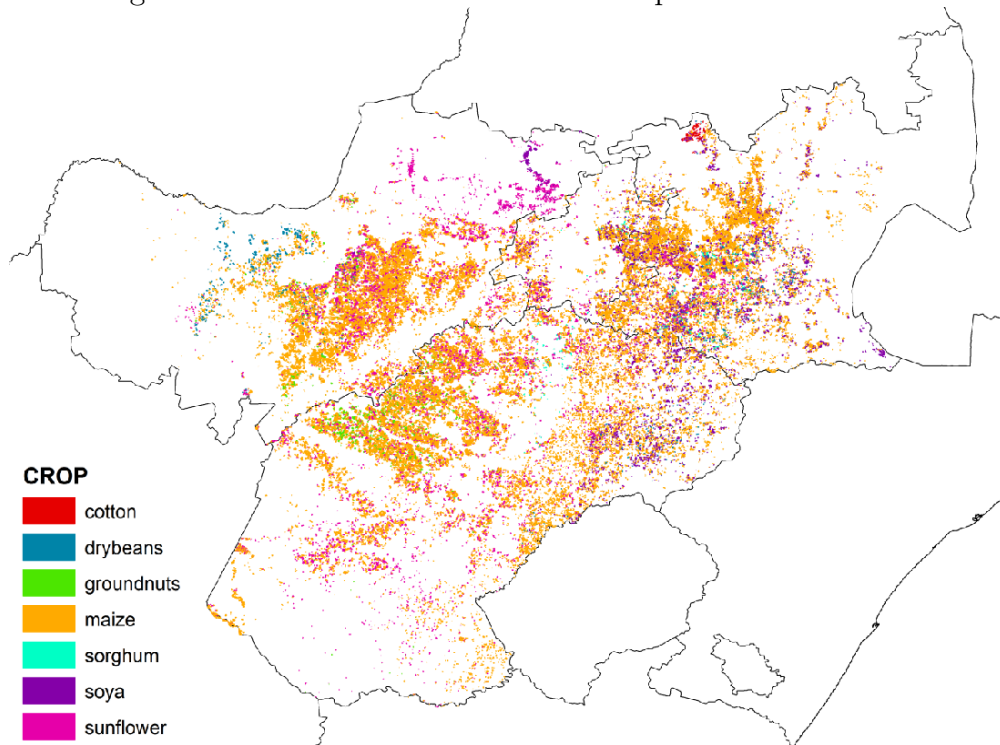 CROP
cotton
drybeans
groundnuts
maize
sorghum
soya
sunflower